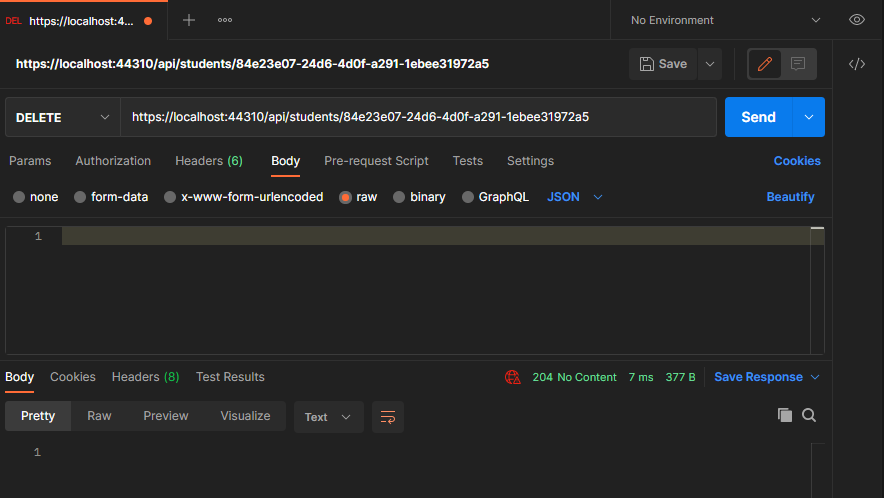 DEL https://localhost:44... No Environment
https://localhost:44310/api/students/84e23e07-24d6-4d0f-a291-1ebee31972a5 Save
DELETE https://localhost:44310/api/students/84e23e07-24d6-4d0f-a291-1ebee31972a5 Send
Params Authorization Headers (6) Body Pre-request Script Tests Settings Cookies
none form-data x-www-form-urlencoded raw binary GraphQL JSON Beautify
1
Body Cookies Headers (8) Test Results 204 No Content 7 ms 377 B Save Response
Pretty Raw Preview Visualize Text
1